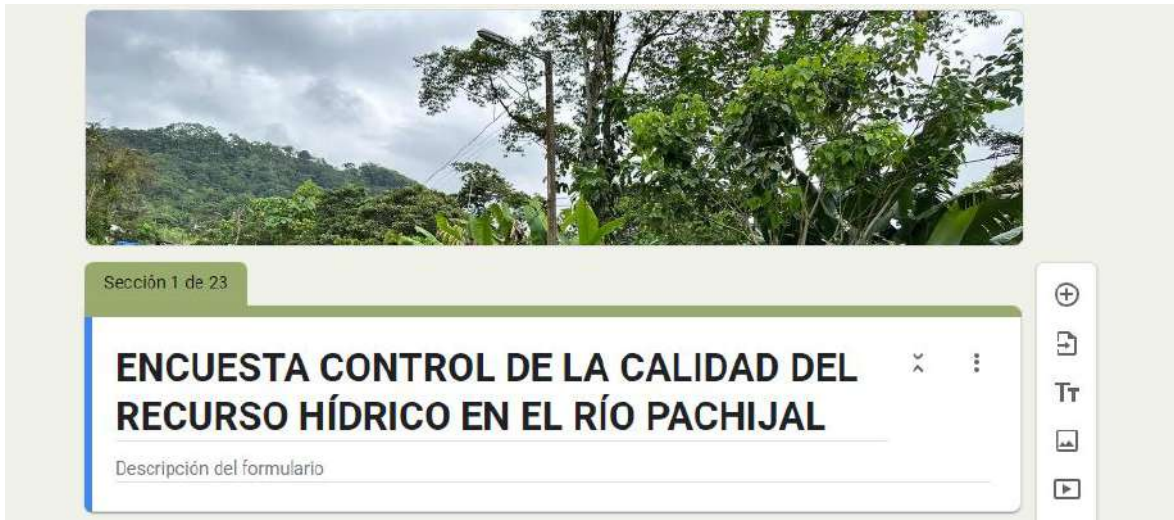 Sección 1 de 23
ENCUESTA CONTROL DE LA CALIDAD DEL
RECURSO HÍDRICO EN EL RÍO PACHIJAL
Descripción del formulario
Tт